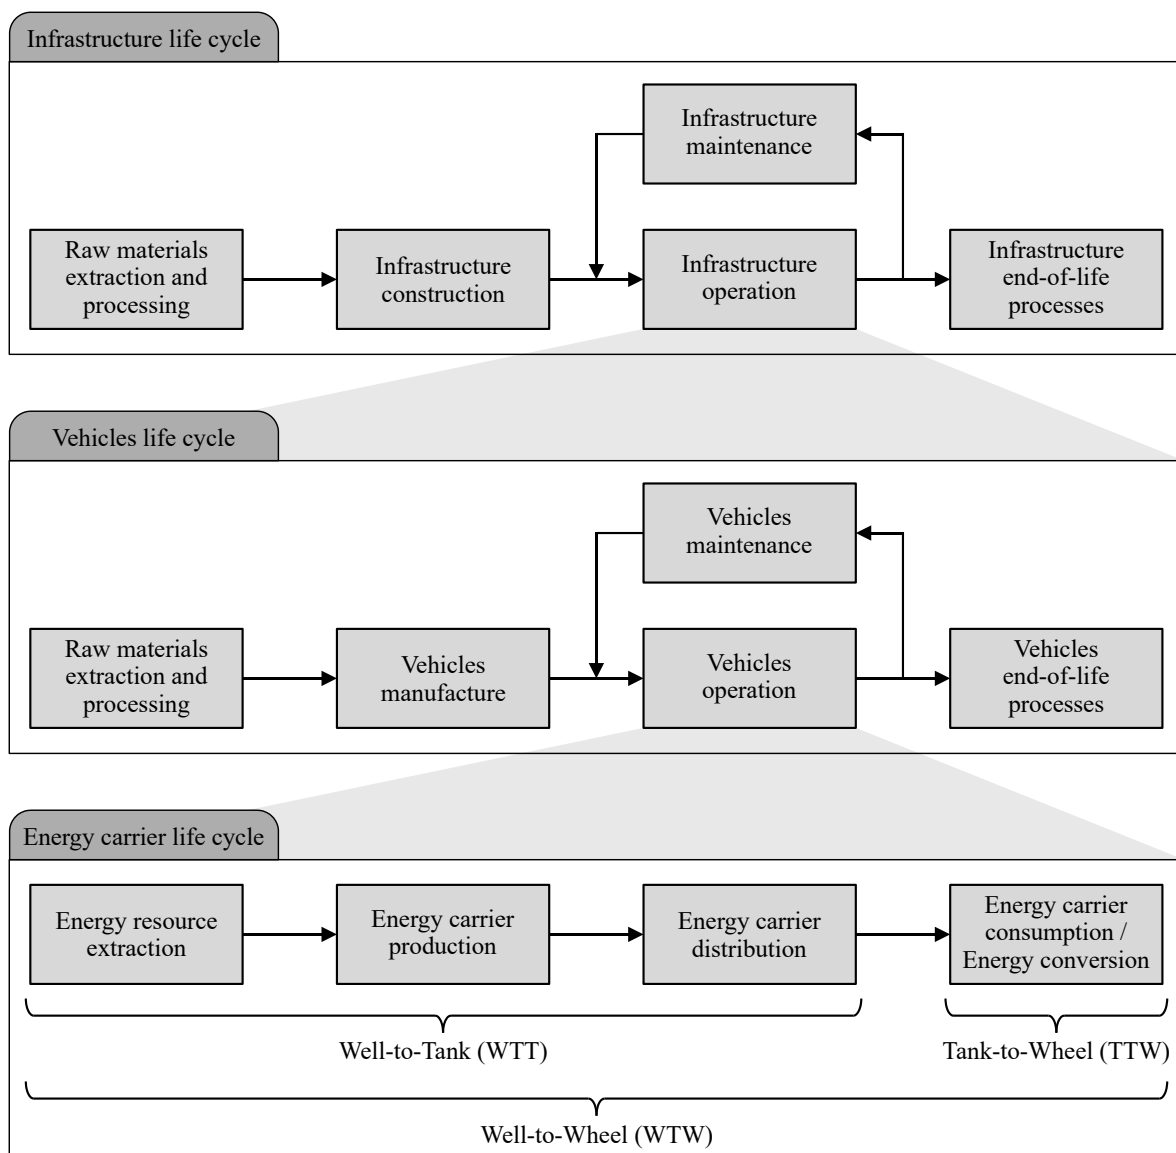 Infrastructure life cycle
Infrastructure
maintenance
Raw materials
extraction and
processing
Infrastructure
construction
Infrastructure
operation
Infrastructure
end-of-life
processes
Vehicles life cycle
Vehicles
maintenance
Raw materials
extraction and
processing
Vehicles
manufacture
Vehicles
operation
Vehicles
end-of-life
processes
Energy carrier life cycle
Energy resource
extraction
Energy carrier
production
Energy carrier
distribution
Energy carrier
consumption /
Energy conversion
Well-to-Tank (WTT)
Tank-to-Wheel (TTW)
Well-to-Wheel (WTW)